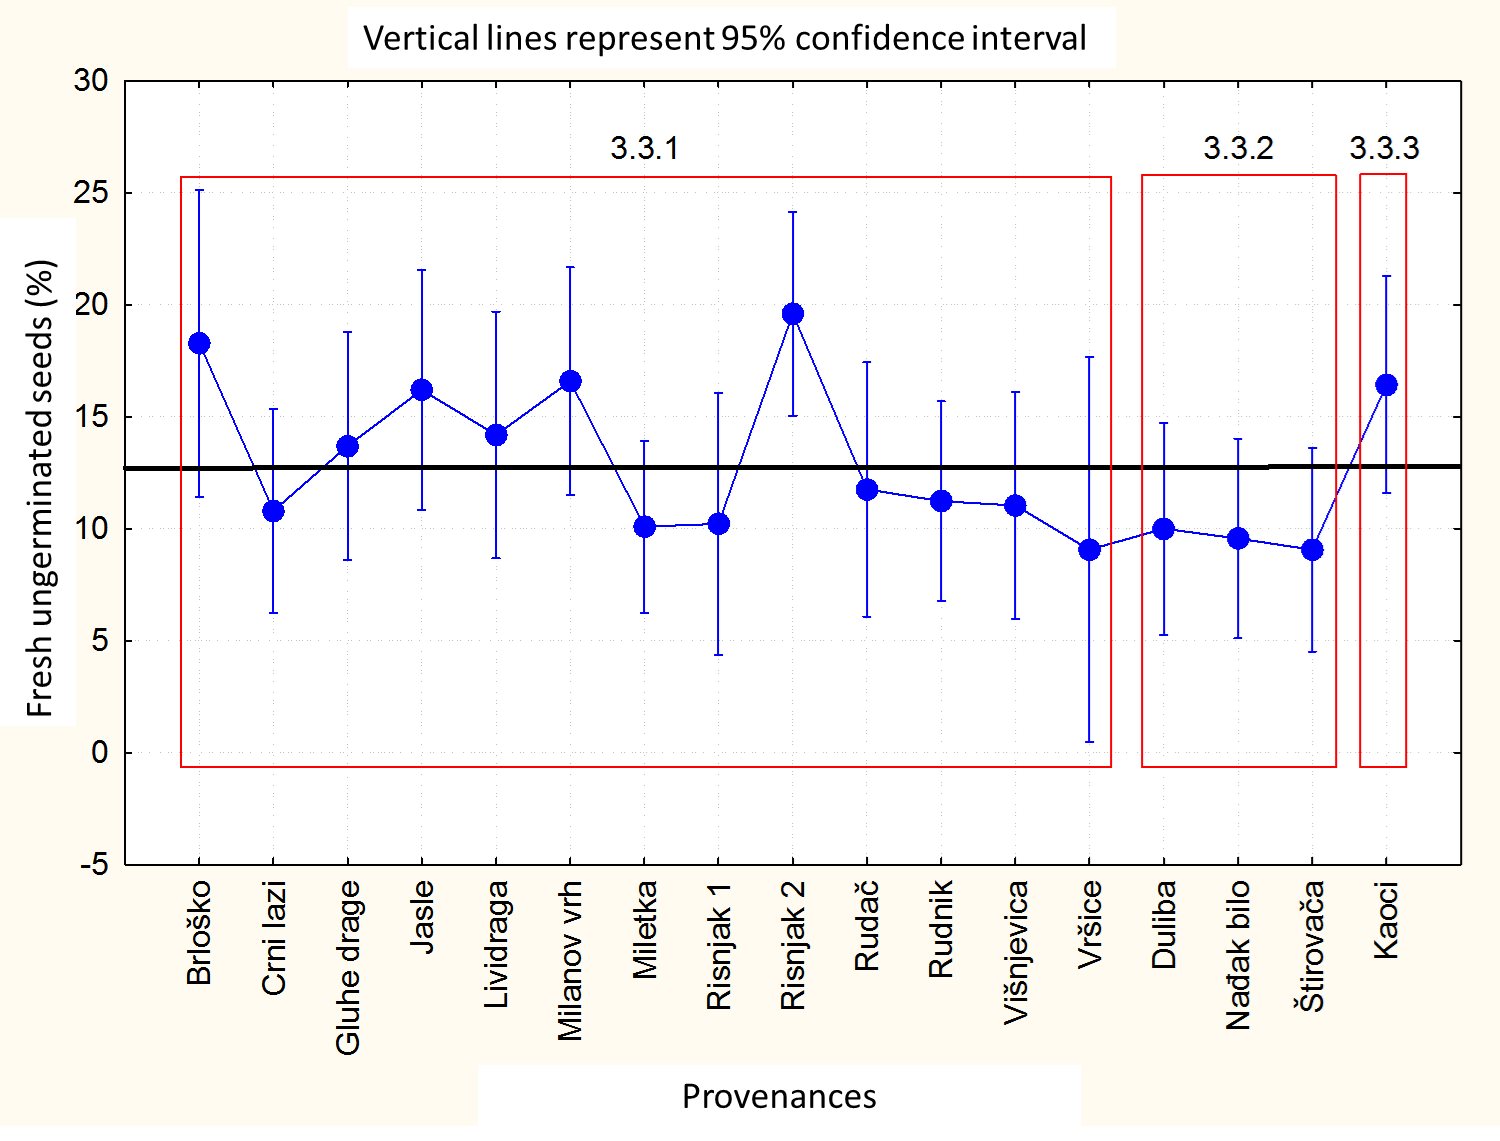 Vertical lines represent 95% confidence interval
30
25
20
15
10
5
0
-5
Fresh ungerminated seeds (%)
3.3.1
3.3.2
3.3.3
Brloško
Crni lazi
Gluhe drage
Jasle
Lividraga
Milanov vrh
Miletka
Risnjak 1
Risnjak 2
Rudač
Rudnik
Višnjevica
Vršice
Duliba
Nađak bilo
Štirovača
Kaoci
Provenances